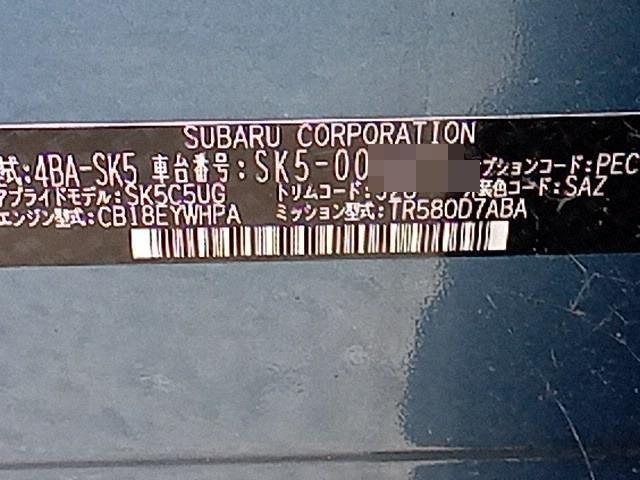 SUBARU CORPORATION
式:4BA-SK5 車台番号:SK5-00 プションコード:PEC
アプライドモデル:SK5C5UG トリムコード: 装色コード:SAZ
エンジン型式:CB18EYWHPA ミッション型式:TR580D7ABA